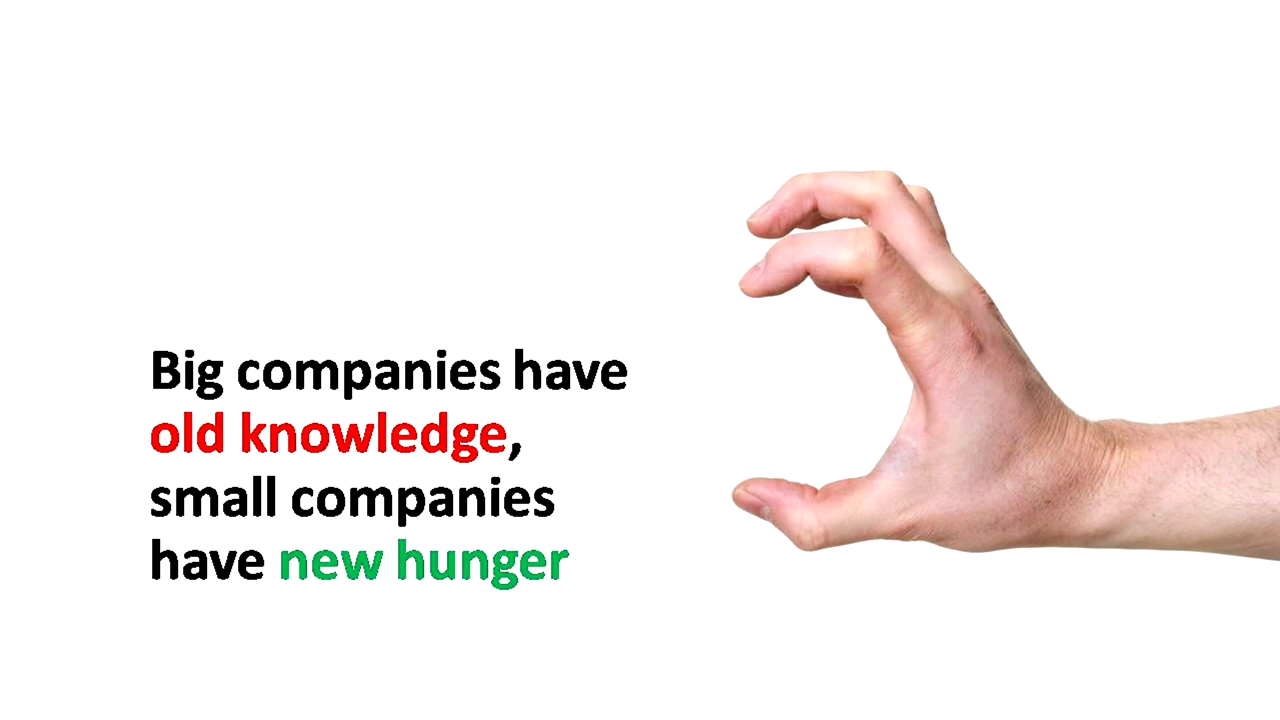 Big companies have
old knowledge,
small companies
have new hunger